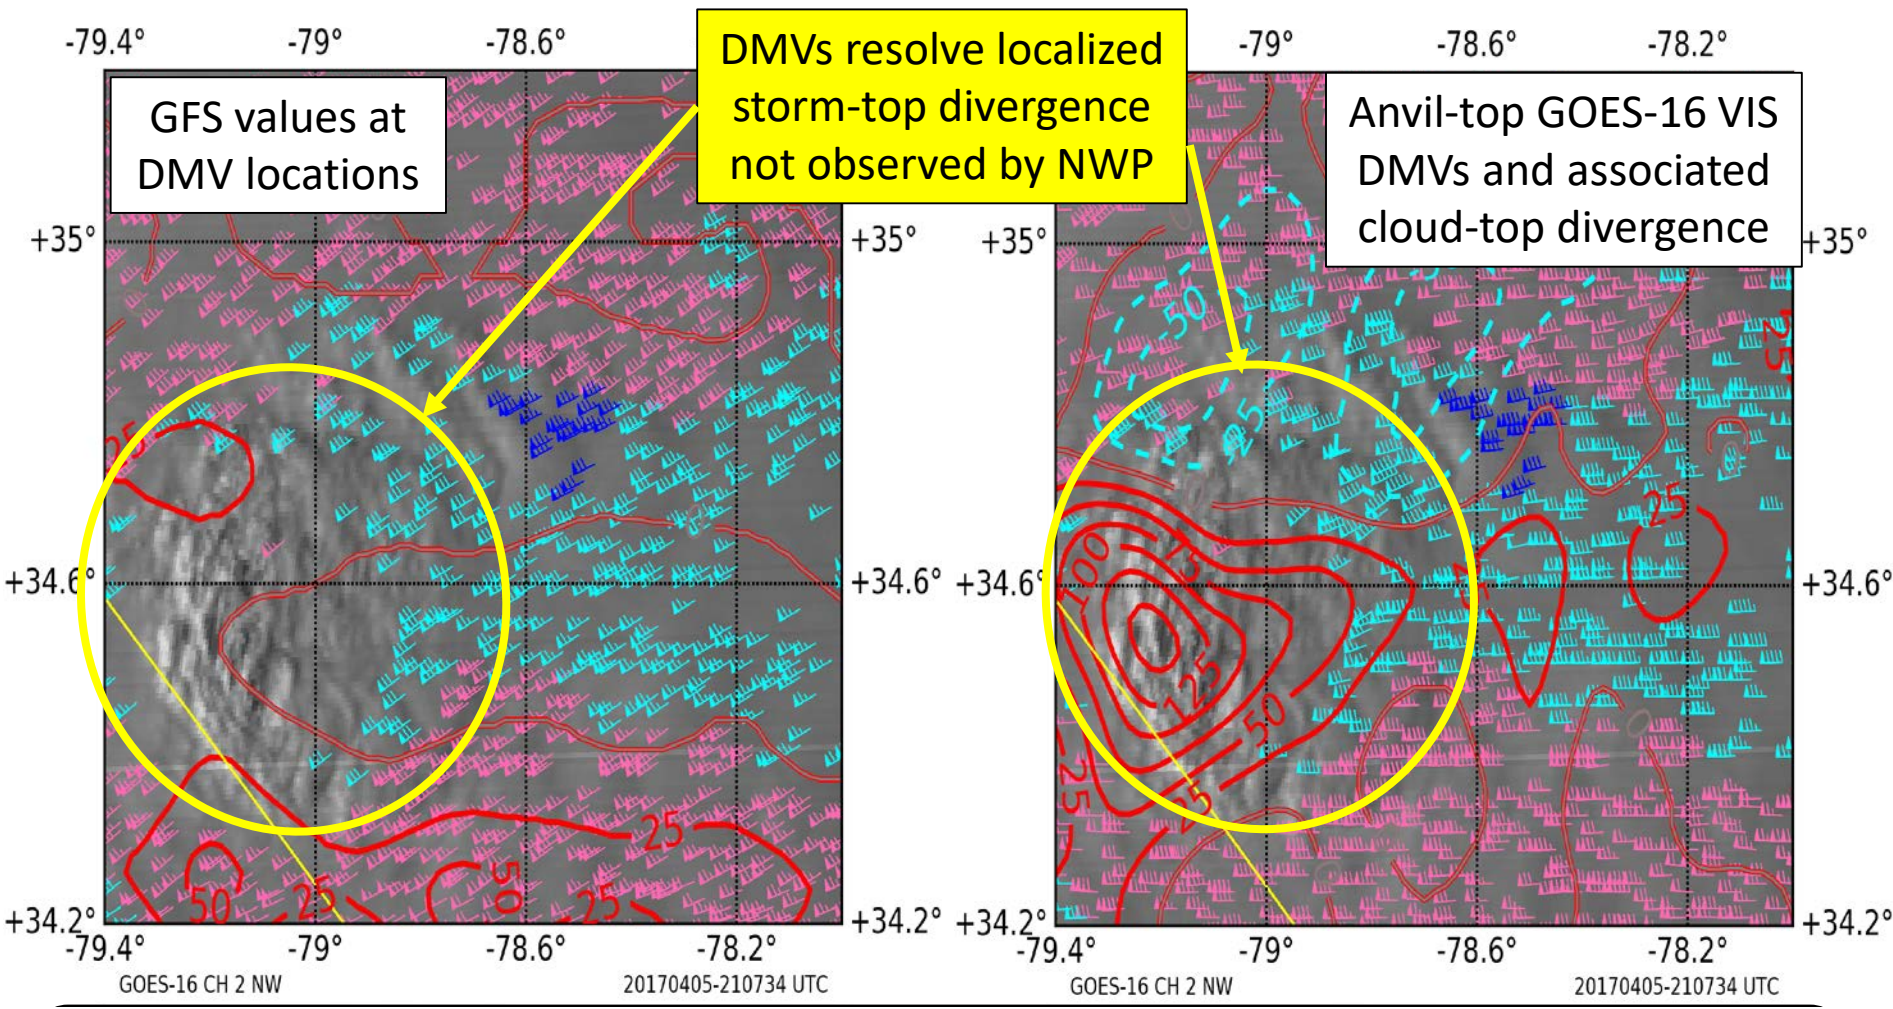 -79.4° -79° -78.6°
GFS values at
DMV locations
DMVs resolve localized
storm-top divergence
not observed by NWP
-79° -78.6° -78.2°
Anvil-top GOES-16 VIS
DMVs and associated
cloud-top divergence
+35° +35° +35° +35°
-50
25
-25
25
25
+34.6° +34.6° +34.6° +34.6°
100
75
125
50
25
25
25
50
25
50
25
+34.2° +34.2° +34.2° +34.2°
-79.4° -79° -78.6° -78.2°
-79.4° -79° -78.6° -78.2°
GOES-16 CH 2 NW 20170405-210734 UTC
GOES-16 CH 2 NW 20170405-210734 UTC